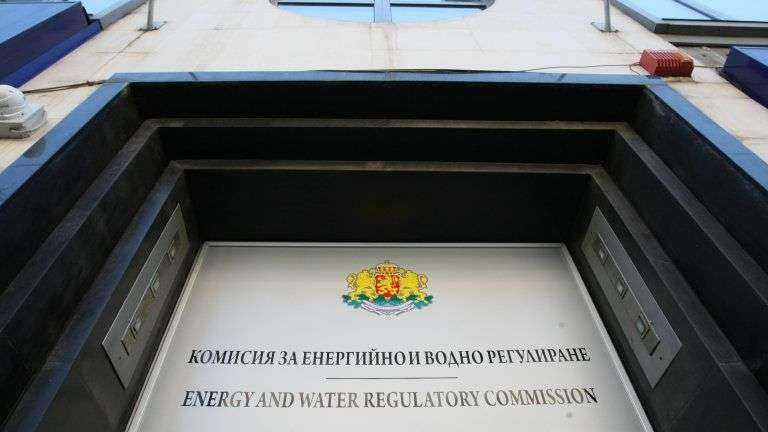 КОМИСИЯ ЗА ЕНЕРГИЙНО И ВОДНО РЕГУЛИРАНЕ
ENERGY AND WATER REGULATORY COMMISSION